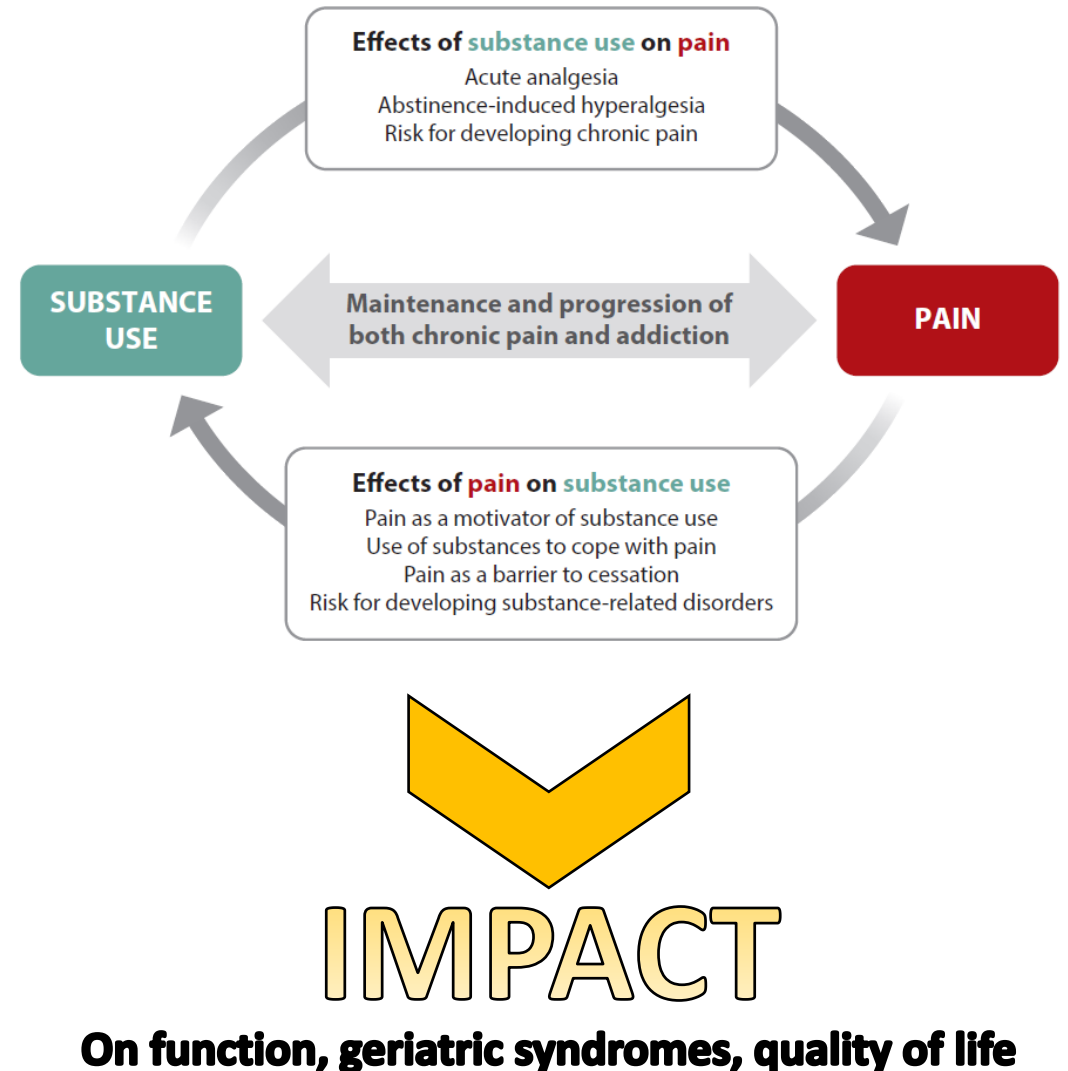 Effects of substance use on pain
Acute analgesia
Abstinence-induced hyperalgesia
Risk for developing chronic pain
SUBSTANCE
USE
Maintenance and progression of
both chronic pain and addiction
PAIN
Effects of pain on substance use
Pain as a motivator of substance use
Use of substances to cope with pain
Pain as a barrier to cessation
Risk for developing substance-related disorders
IMPACT
On function, geriatric syndromes, quality of life